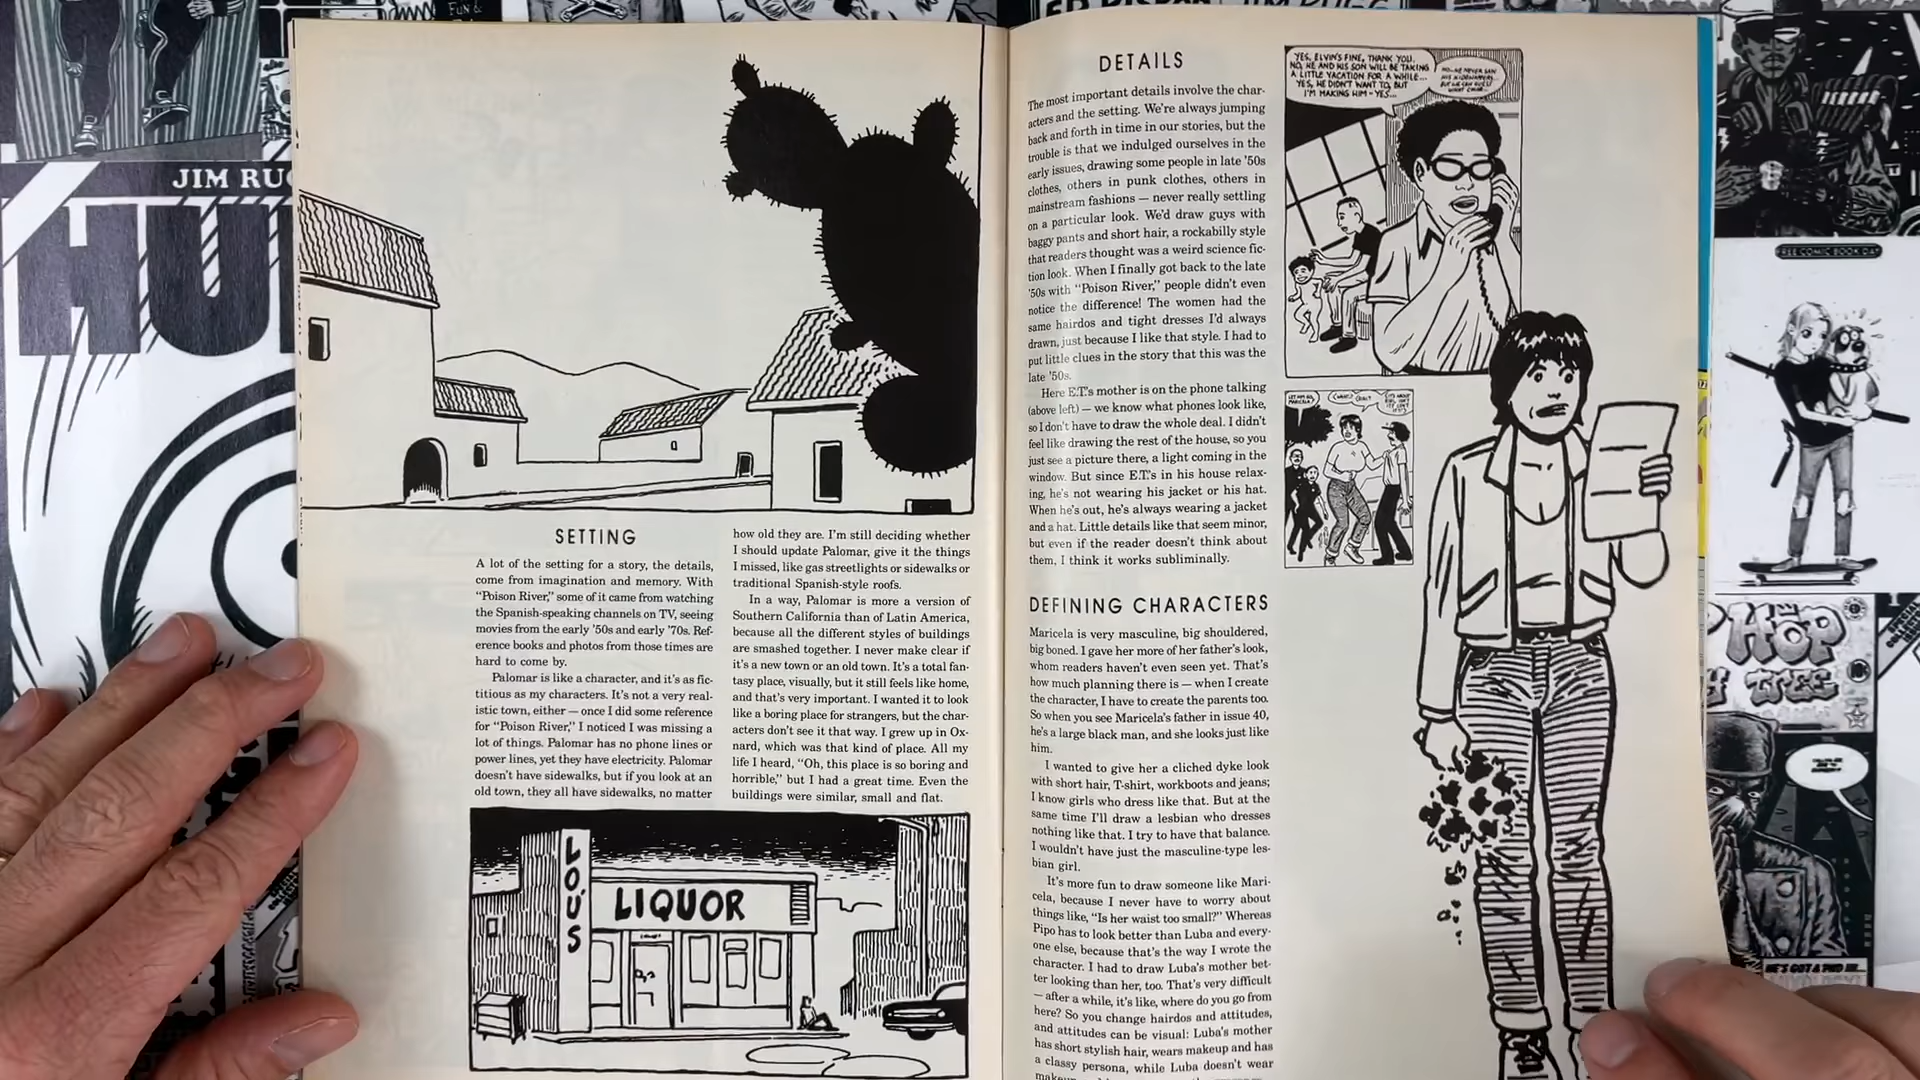 FUN &
JIM RU
HU
SETTING
A lot of the setting for a story, the details,
come from imagination and memory. With
“Poison River,” some of it came from watching
the Spanish-speaking channels on TV, seeing
movies from the early ’50s and early ’70s. Ref-
erence books and photos from those times are
hard to come by.
Palomar is like a character, and it’s as fic-
titious as my characters. It’s not a very real-
istic town, either — once I did some reference
for “Poison River,” I noticed I was missing a
lot of things. Palomar has no phone lines or
power lines, yet they have electricity. Palomar
doesn’t have sidewalks, but if you look at an
old town, they all have sidewalks, no matter
how old they are. I’m still deciding whether
I should update Palomar, give it the things
I missed, like gas streetlights or sidewalks or
traditional Spanish-style roofs.
In a way, Palomar is more a version of
Southern California than of Latin America,
because all the different styles of buildings
are smashed together. I never make clear if
it’s a new town or an old town. It’s a total fan-
tasy place, visually, but it still feels like home,
and that’s very important. I wanted it to look
like a boring place for strangers, but the char-
acters don’t see it that way. I grew up in Ox-
nard, which was that kind of place. All my
life I heard, “Oh, this place is so boring and
horrible,” but I had a great time. Even the
buildings were similar, small and flat.
LOU'S
LIQUOR
DETAILS
The most important details involve the char-
acters and the setting. We’re always jumping
back and forth in time in our stories, but the
trouble is that we indulged ourselves in the
early issues, drawing some people in late ’50s
clothes, others in punk clothes, others in
mainstream fashions — never really settling
on a particular look. We’d draw guys with
baggy pants and short hair, a rockabilly style
that readers thought was a weird science fic-
tion look. When I finally got back to the late
’50s with “Poison River,” people didn’t even
notice the difference! The women had the
same hairdos and tight dresses I’d always
drawn, just because I like that style. I had to
put little clues in the story that this was the
late ’50s.
Here E.T.’s mother is on the phone talking
(above left) — we know what phones look like,
so I don’t have to draw the whole deal. I didn’t
feel like drawing the rest of the house, so you
just see a picture there, a light coming in the
window. But since E.T.’s in his house relax-
ing, he’s not wearing his jacket or his hat.
When he’s out, he’s always wearing a jacket
and a hat. Little details like that seem minor,
but even if the reader doesn’t think about
them, I think it works subliminally.
DEFINING CHARACTERS
Maricela is very masculine, big shouldered,
big boned. I gave her more of her father’s look,
whom readers haven’t even seen yet. That’s
how much planning there is — when I create
the character, I have to create the parents too.
So when you see Maricela’s father in issue 40,
he’s a large black man, and she looks just like
him.
I wanted to give her a cliched dyke look
with short hair, T-shirt, workboots and jeans;
I know girls who dress like that. But at the
same time I’ll draw a lesbian who dresses
nothing like that. I try to have that balance.
I wouldn’t have just the masculine-type les-
bian girl.
It’s more fun to draw someone like Mari-
cela, because I never have to worry about
things like, “Is her waist too small?” Whereas
Pipo has to look better than Luba and every-
one else, because that’s the way I wrote the
character. I had to draw Luba’s mother bet-
ter looking than her, too. That’s very difficult
— after a while, it’s like, where do you go from
here? So you change hairdos and attitudes,
and attitudes can be visual: Luba’s mother
has short stylish hair, wears makeup and has
a classy persona, while Luba doesn’t wear
YES, ELVIN'S FINE, THANK YOU.
NO, HE AND HIS SON WILL BE TAKING
A LITTLE VACATION FOR A WHILE...
YES, HE DIDN'T WANT TO, BUT
I'M MAKING HIM - YES...
NO... HE NEVER SAW
HIS KIDNAPPERS...
FREE COMIC BOOK DAY
HIP HOP